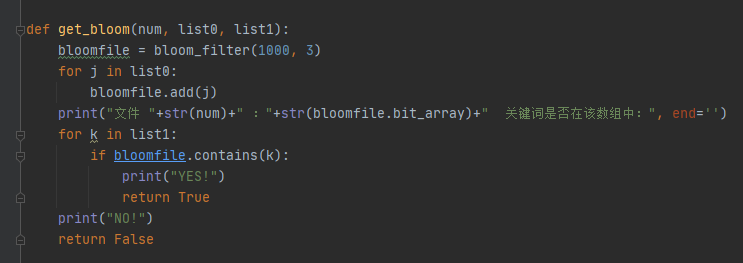 def get_bloom(num, list0, list1):
    bloomfile = bloom_filter(1000, 3)
    for j in list0:
        bloomfile.add(j)
    print("文件 "+str(num)+" ："+str(bloomfile.bit_array)+"  关键词是否在该数组中：", end='')
    for k in list1:
        if bloomfile.contains(k):
            print("YES!")
            return True
    print("NO!")
    return False